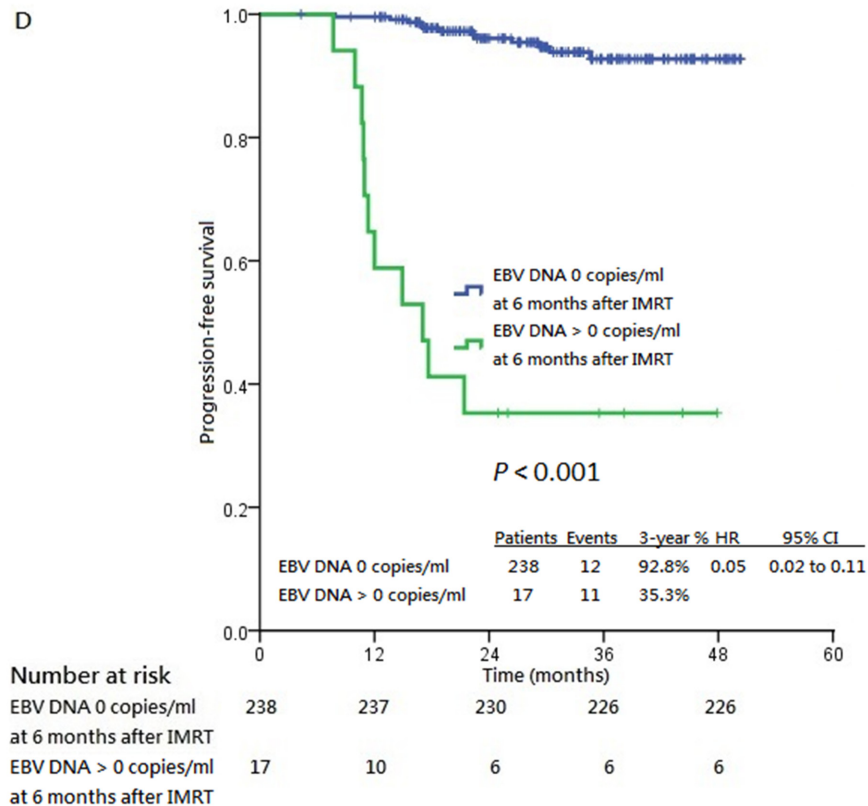 D
1.0
0.8
0.6
0.4
0.2
0.0
Progression-free survival
EBV DNA 0 copies/ml
at 6 months after IMRT
EBV DNA > 0 copies/ml
at 6 months after IMRT
P < 0.001
Patients Events 3-year % HR 95% CI
EBV DNA 0 copies/ml 238 12 92.8% 0.05 0.02 to 0.11
EBV DNA > 0 copies/ml 17 11 35.3%
0 12 24 36 48 60
Time (months)
Number at risk
EBV DNA 0 copies/ml 238 237 230 226 226
at 6 months after IMRT
EBV DNA > 0 copies/ml 17 10 6 6 6
at 6 months after IMRT